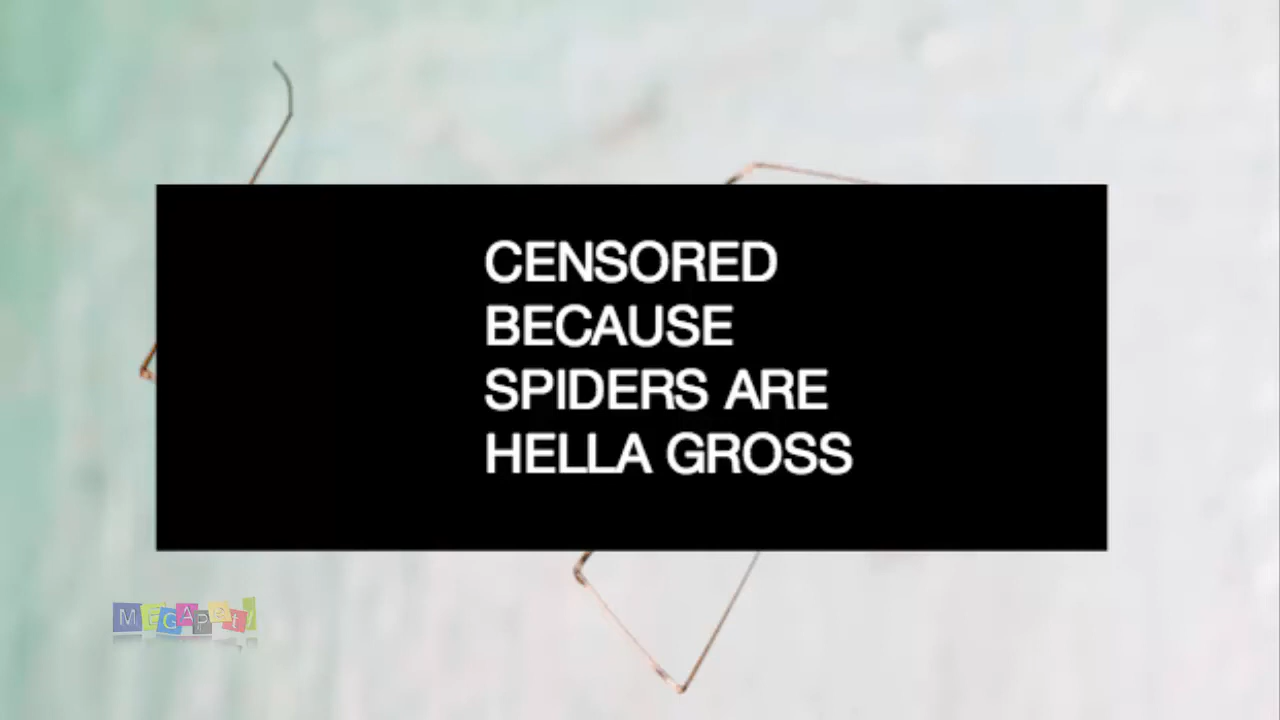 CENSORED
BECAUSE
SPIDERS ARE
HELLA GROSS
MEGAPet!